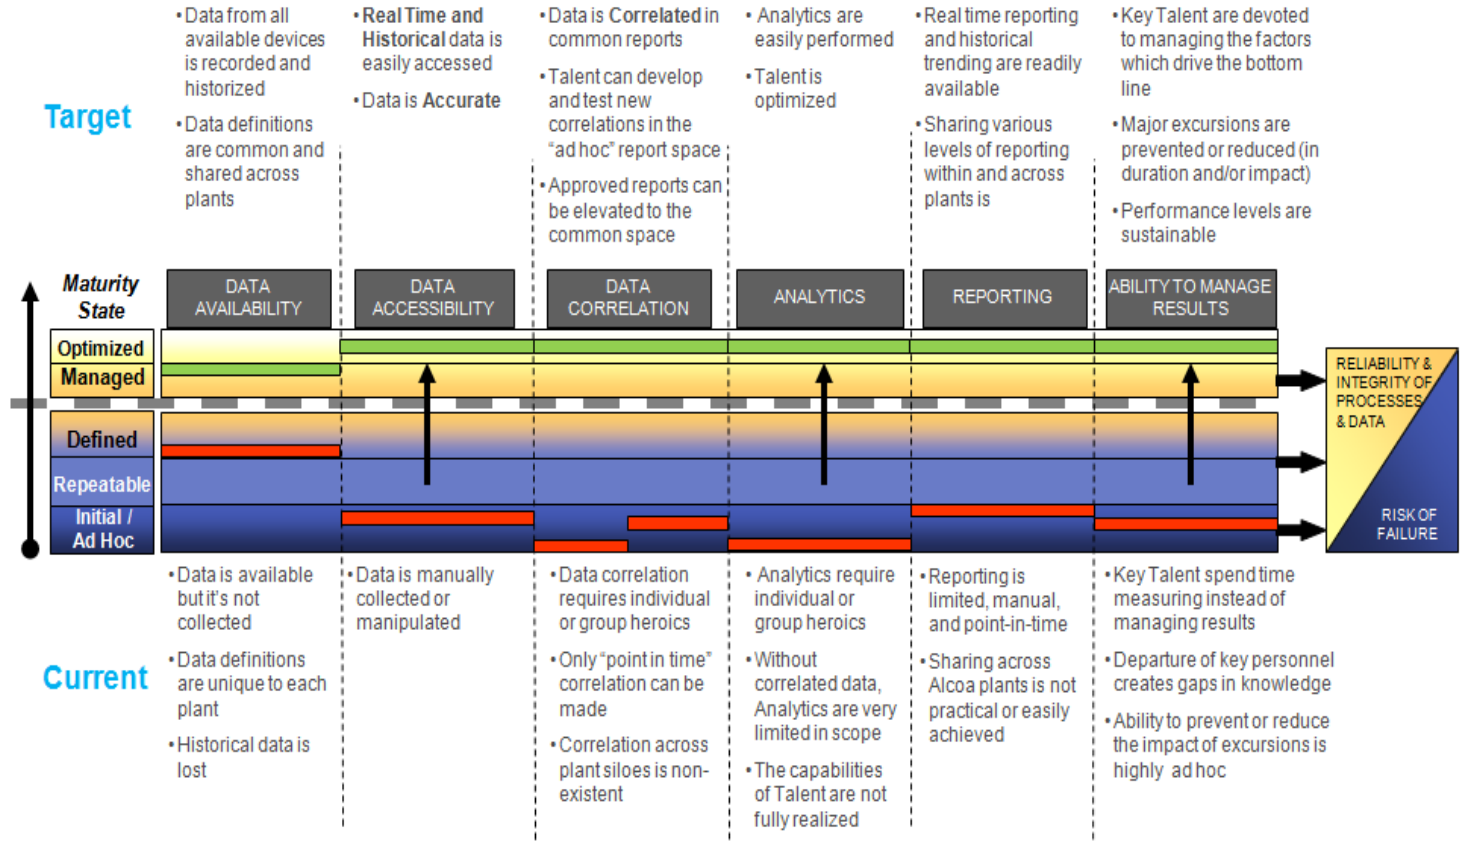 • Data from all
available devices
is recorded and
historized
• Data definitions
are common and
shared across
plants
• Real Time and
Historical data is
easily accessed
• Data is Accurate
• Data is Correlated in
common reports
• Talent can develop
and test new
correlations in the
“ad hoc” report space
• Approved reports can
be elevated to the
common space
• Analytics are
easily performed
• Talent is
optimized
• Real time reporting
and historical
trending are readily
available
• Sharing various
levels of reporting
within and across
plants is
• Key Talent are devoted
to managing the factors
which drive the bottom
line
• Major excursions are
prevented or reduced (in
duration and/or impact)
• Performance levels are
sustainable
Target
Maturity
State
DATA
AVAILABILITY
DATA
ACCESSIBILITY
DATA
CORRELATION
ANALYTICS
REPORTING
ABILITY TO MANAGE
RESULTS
Optimized
Managed
Defined
Repeatable
Initial /
Ad Hoc
RELIABILITY &
INTEGRITY OF
PROCESSES
& DATA
RISK OF
FAILURE
Current
• Data is available
but it’s not
collected
• Data definitions
are unique to each
plant
• Historical data is
lost
• Data is manually
collected or
manipulated
• Data correlation
requires individual
or group heroics
• Only “point in time”
correlation can be
made
• Correlation across
plant siloes is non-
existent
• Analytics require
individual or
group heroics
• Without
correlated data,
Analytics are very
limited in scope
• The capabilities
of Talent are not
fully realized
• Reporting is
limited, manual,
and point-in-time
• Sharing across
Alcoa plants is not
practical or easily
achieved
• Key Talent spend time
measuring instead of
managing results
• Departure of key personnel
creates gaps in knowledge
• Ability to prevent or reduce
the impact of excursions is
highly ad hoc